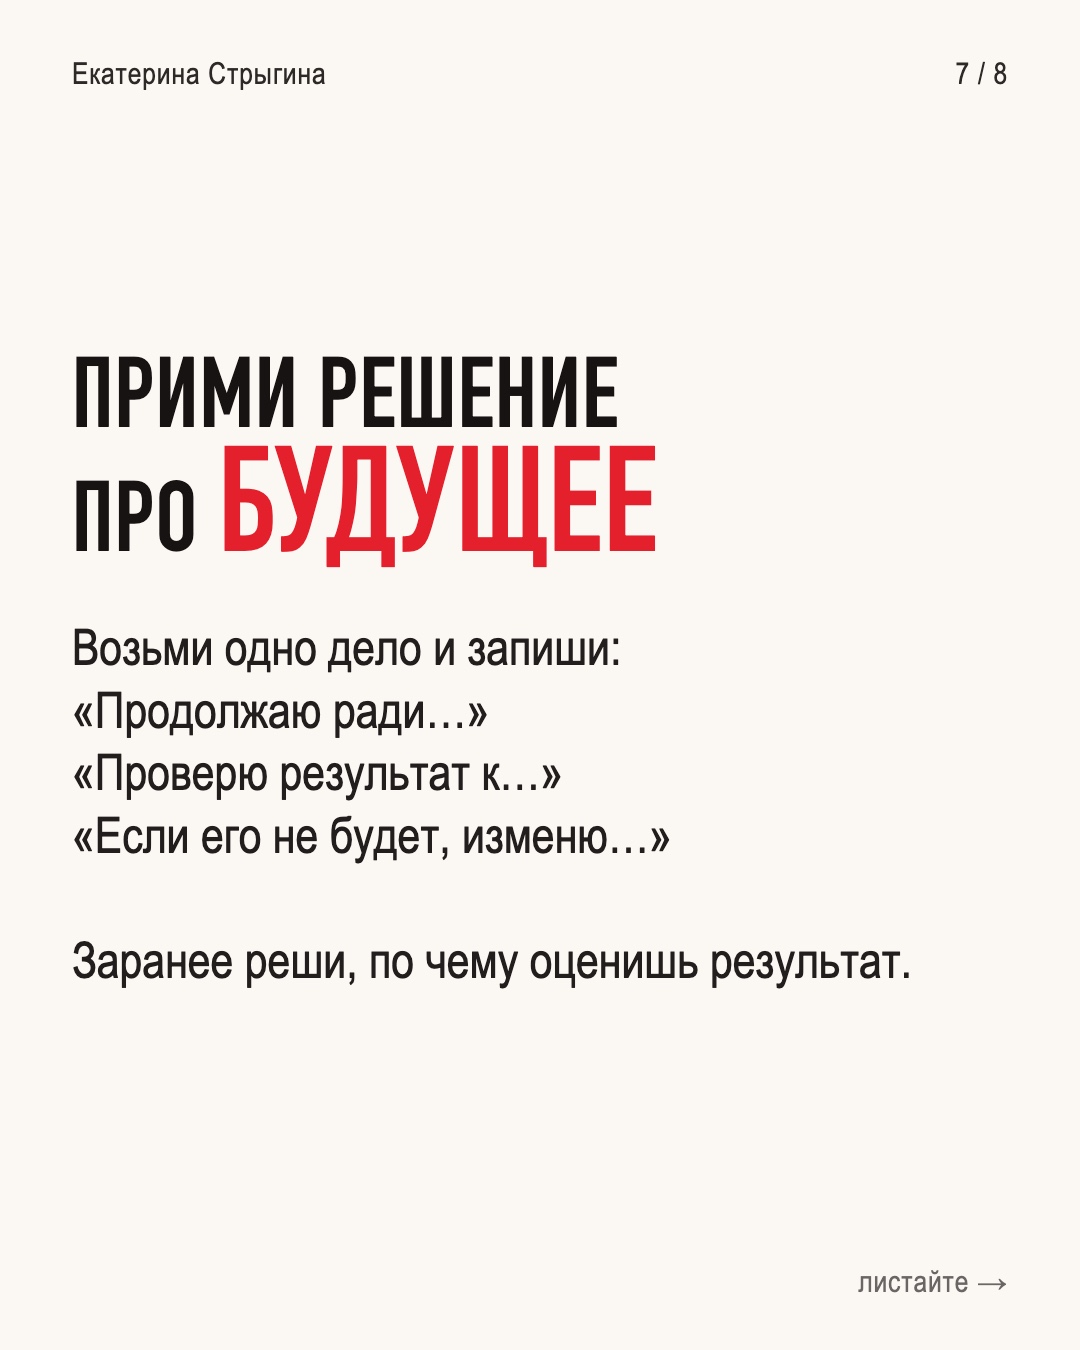 Екатерина Стрыгина
7 / 8
ПРИМИ РЕШЕНИЕ
ПРО БУДУЩЕЕ
Возьми одно дело и запиши:
«Продолжаю ради…»
«Проверю результат к…»
«Если его не будет, изменю…»
Заранее реши, по чему оценишь результат.
листайте →